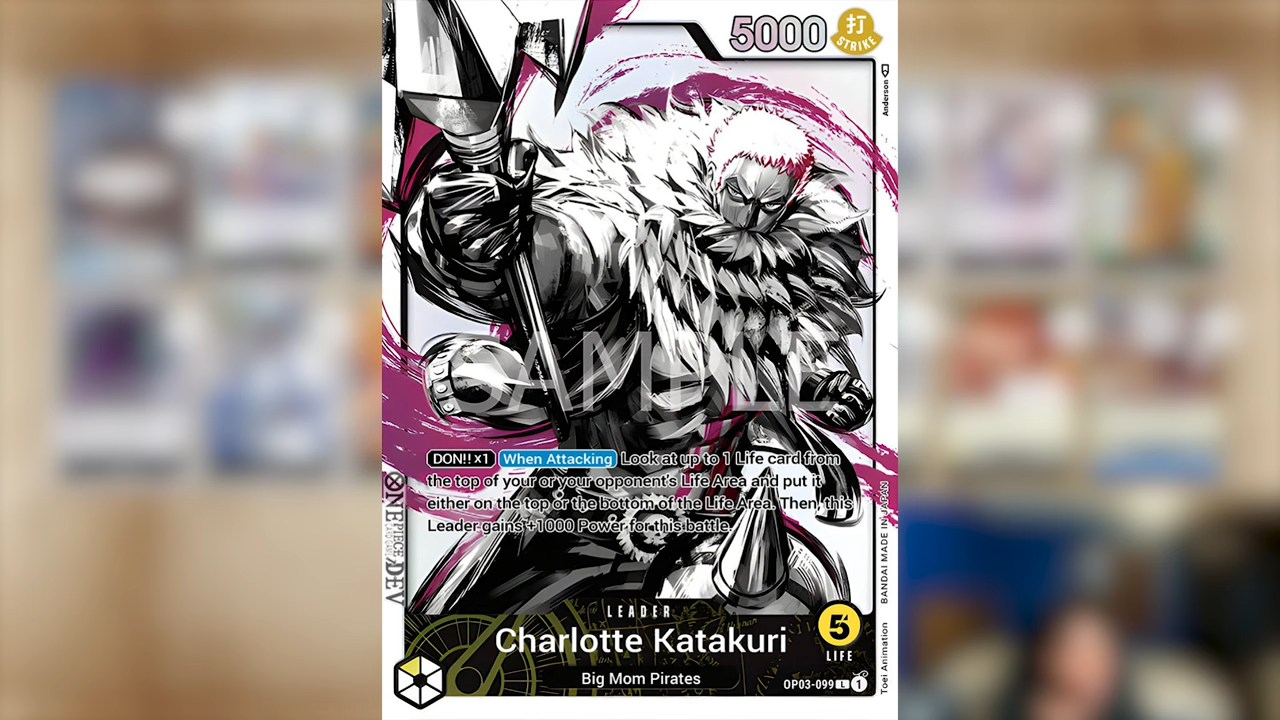 5000
打
STRIKE
Anderson
SAMPLE
DON!!×1 When Attacking Look at up to 1 Life card from
the top of your or your opponent's Life Area and put it
either on the top or the bottom of the Life Area. Then, this
Leader gains +1000 Power for this battle.
ONE PIECE
CARD GAME
DEV
BANDAI MADE IN JAPAN
LEADER
Charlotte Katakuri
5
LIFE
Big Mom Pirates
OP03-099 L 1
Toei Animation